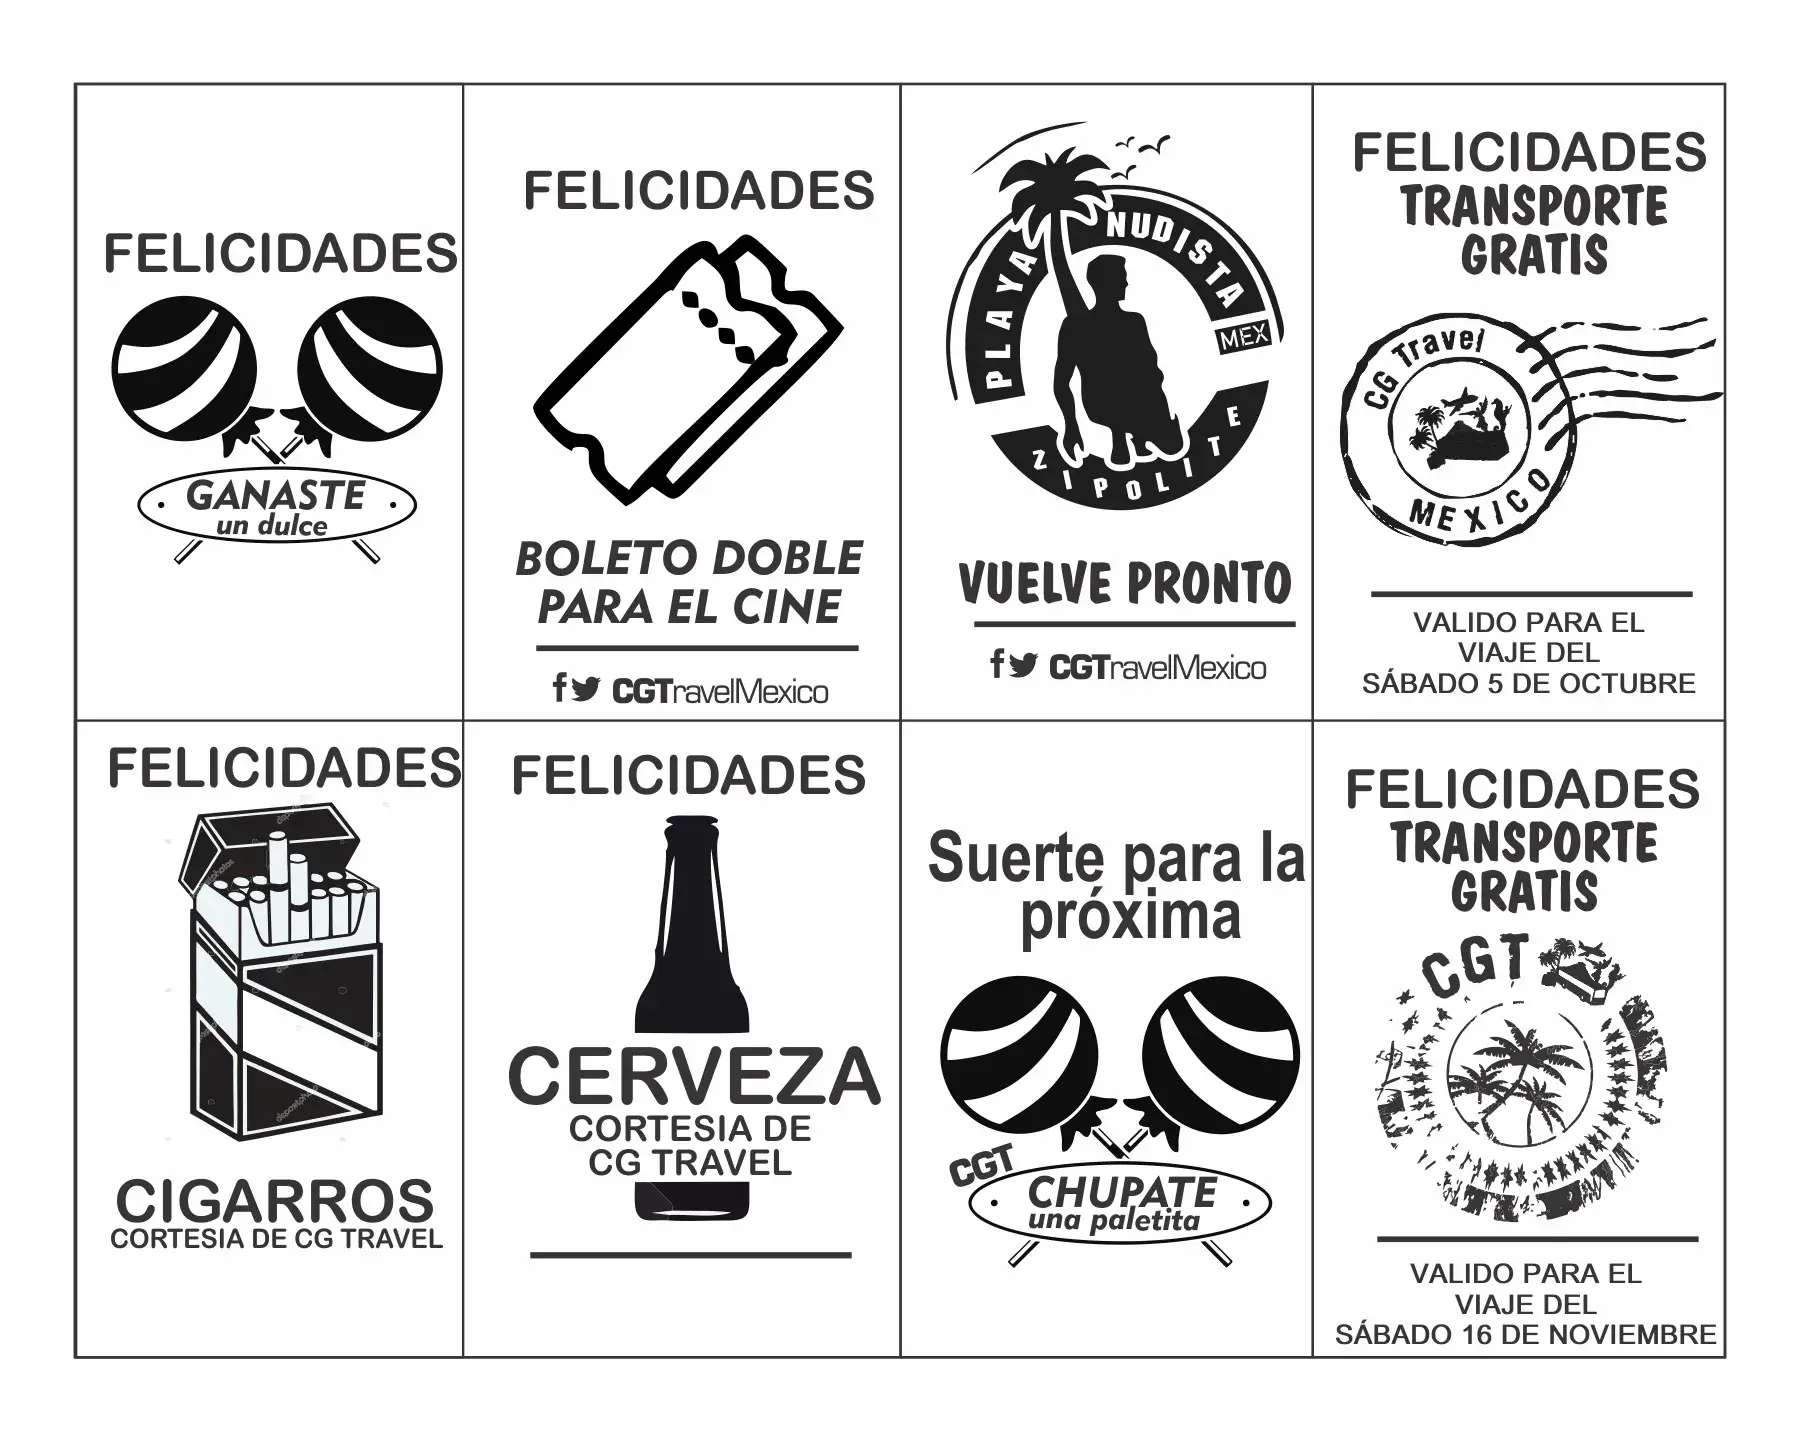 FELICIDADES
GANASTE
un dulce
FELICIDADES
BOLETO DOBLE
PARA EL CINE
CGTravelMexico
PLAYA NUDISTA
MEX
ZIPOLITE
VUELVE PRONTO
CGTravelMexico
FELICIDADES
TRANSPORTE
GRATIS
CG Travel
MEXICO
VALIDO PARA EL
VIAJE DEL
SÁBADO 5 DE OCTUBRE
FELICIDADES
depositphotos
CIGARROS
CORTESIA DE CG TRAVEL
FELICIDADES
CERVEZA
CORTESIA DE
CG TRAVEL
Suerte para la
próxima
CGT
CHUPATE
una paletita
FELICIDADES
TRANSPORTE
GRATIS
CGT
VALIDO PARA EL
VIAJE DEL
SÁBADO 16 DE NOVIEMBRE